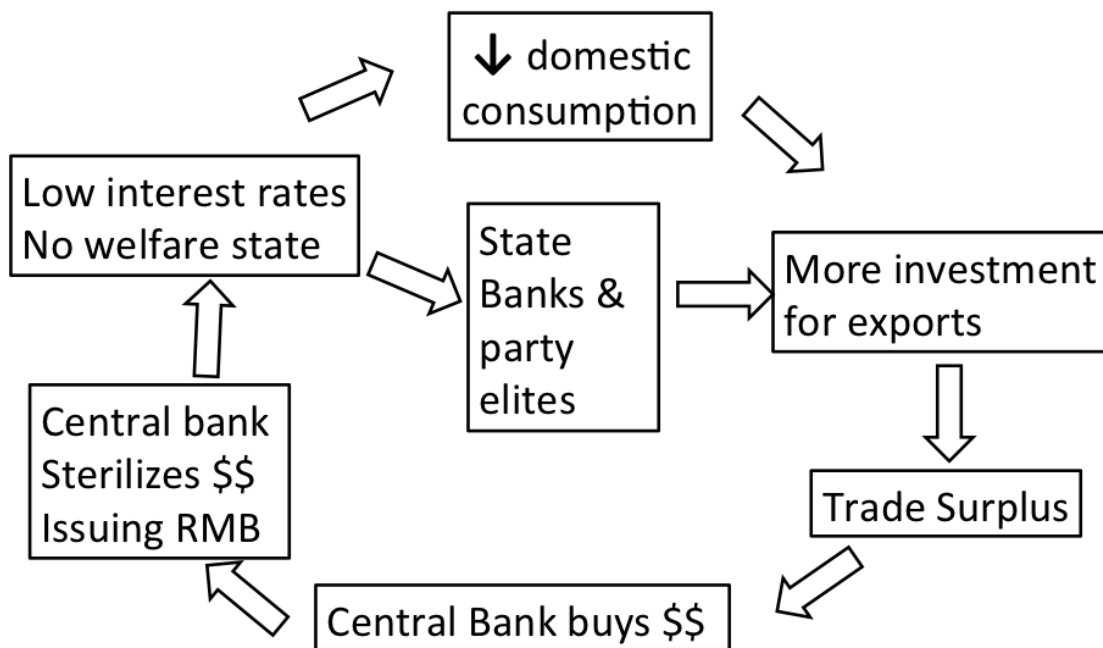 ↓ domestic
consumption
Low interest rates
No welfare state
State
Banks &
party
elites
More investment
for exports
Central bank
Sterilizes $$
Issuing RMB
Trade Surplus
Central Bank buys $$